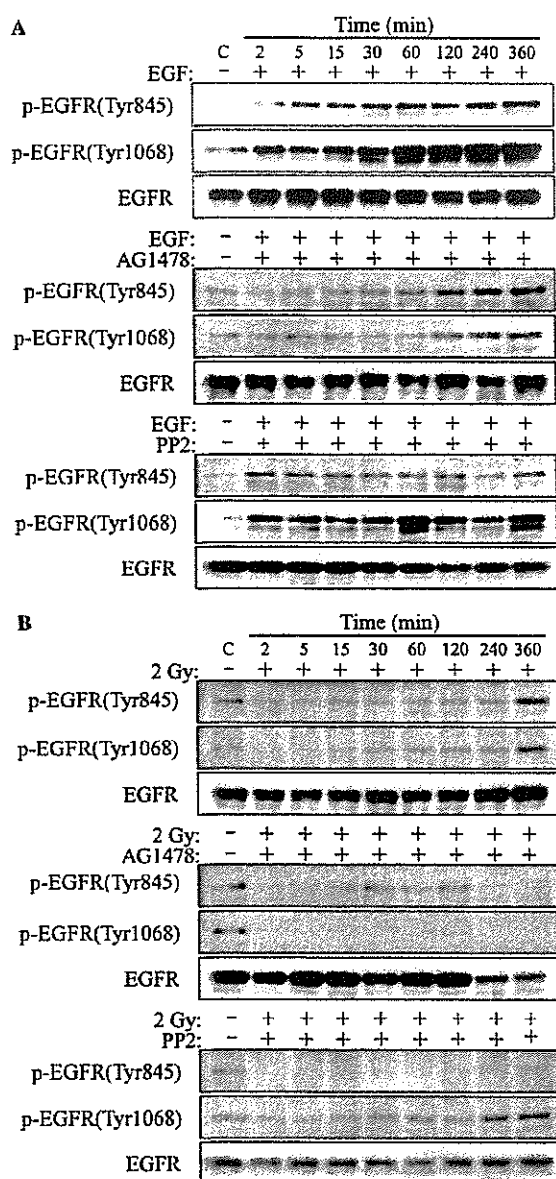 A
Time (min)
C 2 5 15 30 60 120 240 360
EGF: - + + + + + + + +
p-EGFR(Tyr845)
p-EGFR(Tyr1068)
EGFR
EGF: - + + + + + + + +
AG1478: - + + + + + + + +
p-EGFR(Tyr845)
p-EGFR(Tyr1068)
EGFR
EGF: - + + + + + + + +
PP2: - + + + + + + + +
p-EGFR(Tyr845)
p-EGFR(Tyr1068)
EGFR
B
Time (min)
C 2 5 15 30 60 120 240 360
2 Gy: - + + + + + + + +
p-EGFR(Tyr845)
p-EGFR(Tyr1068)
EGFR
2 Gy: - + + + + + + + +
AG1478: - + + + + + + + +
p-EGFR(Tyr845)
p-EGFR(Tyr1068)
EGFR
2 Gy: - + + + + + + + +
PP2: - + + + + + + + +
p-EGFR(Tyr845)
p-EGFR(Tyr1068)
EGFR